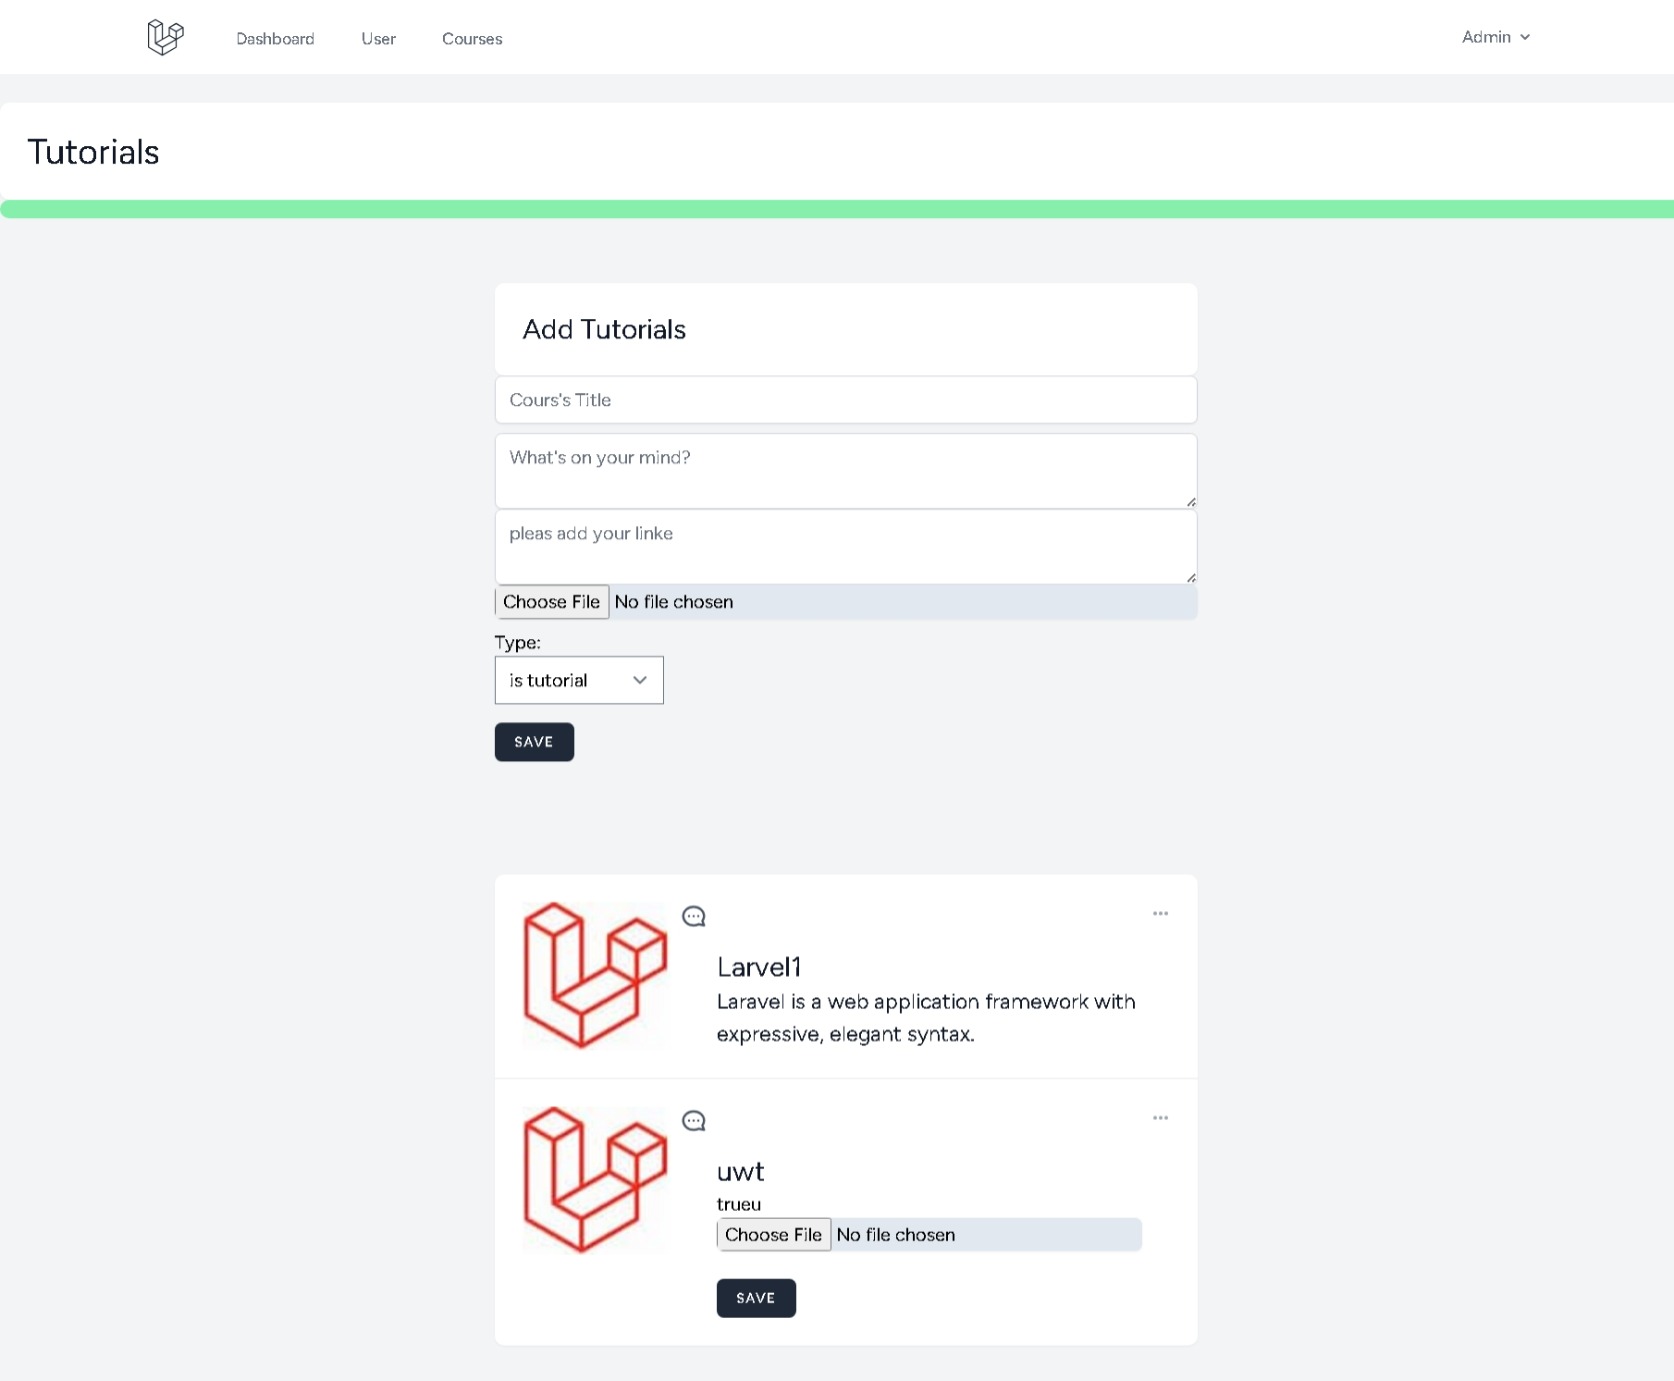 Dashboard User Courses Admin
Tutorials
Add Tutorials
Cours's Title
What's on your mind?
pleas add your linke
Choose File No file chosen
Type:
is tutorial
SAVE
Larvel1
Laravel is a web application framework with
expressive, elegant syntax.
uwt
trueu
Choose File No file chosen
SAVE